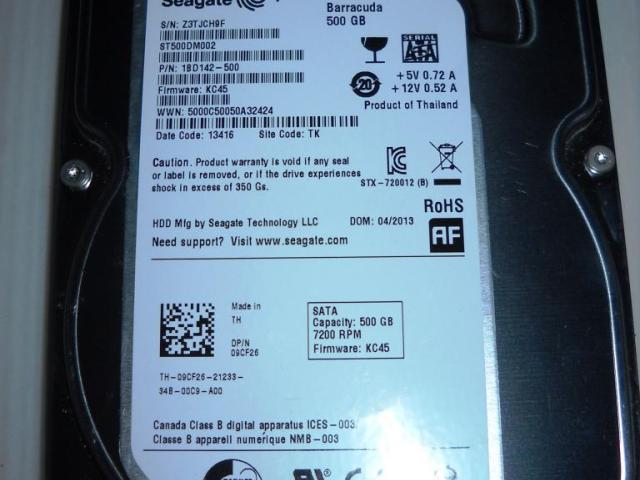 Seagate
Barracuda
500 GB
S/N: Z3TJCH9F
ST500DM002
P/N: 1BD142-500
Firmware: KC45
WWN: 5000C50050A32424
Date Code: 13416 Site Code: TK
SERIAL
ATA
20
+5V 0.72 A
+12V 0.52 A
Product of Thailand
Caution. Product warranty is void if any seal
or label is removed, or if the drive experiences
shock in excess of 350 Gs.
STX-720012 (B)
RoHS
HDD Mfg by Seagate Technology LLC DOM: 04/2013
Need support? Visit www.seagate.com
AF
Made in
TH
DP/N
09CF26
SATA
Capacity: 500 GB
7200 RPM
Firmware: KC45
TH-09CF26-21233-
34B-00C9-A00
Canada Class B digital apparatus ICES-003
Classe B appareil numérique NMB-003